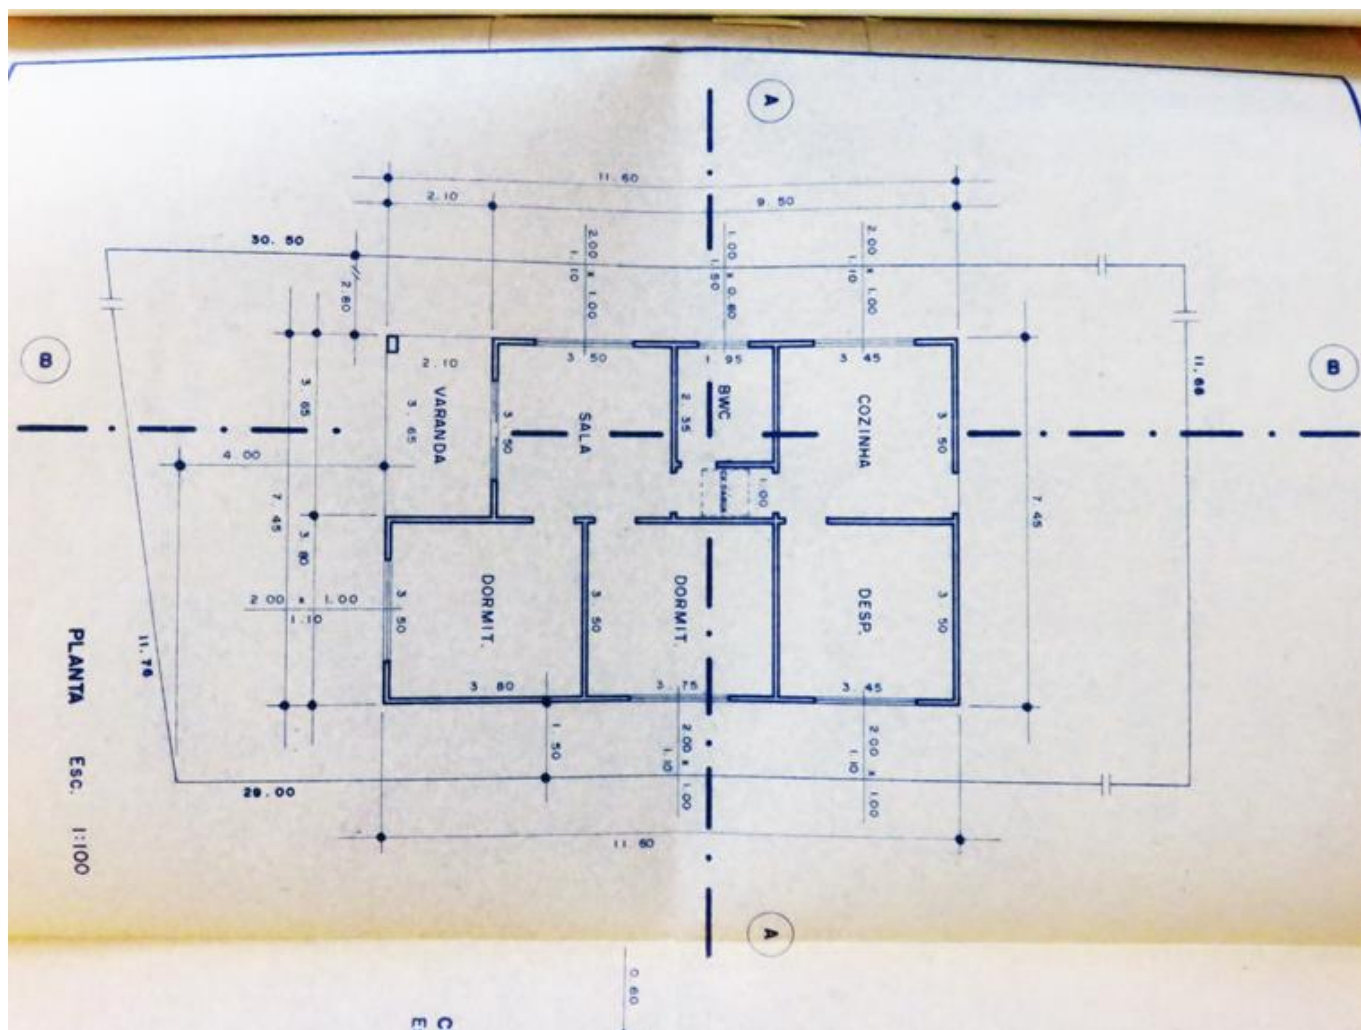 A
11.60
2.10
9.50
30.50
2.80
2.00 x 1.00
1.10
1.00 x 0.80
1.50
2.00 x 1.00
1.10
B
B
11.68
2.10
3.50
1.95
3.45
3.65
VARANDA
3.65
3.50
SALA
2.35
BWC
COZINHA
3.50
4.00
7.45
1.00
7.45
3.80
2.00 x 1.00
1.10
3.50
DORMIT.
3.50
DORMIT.
DESP.
3.50
3.80
3.75
3.45
11.76
1.50
2.00 x 1.00
1.10
2.00 x 1.00
1.10
29.00
11.60
PLANTA Esc. 1:100
A
0.60
C
E